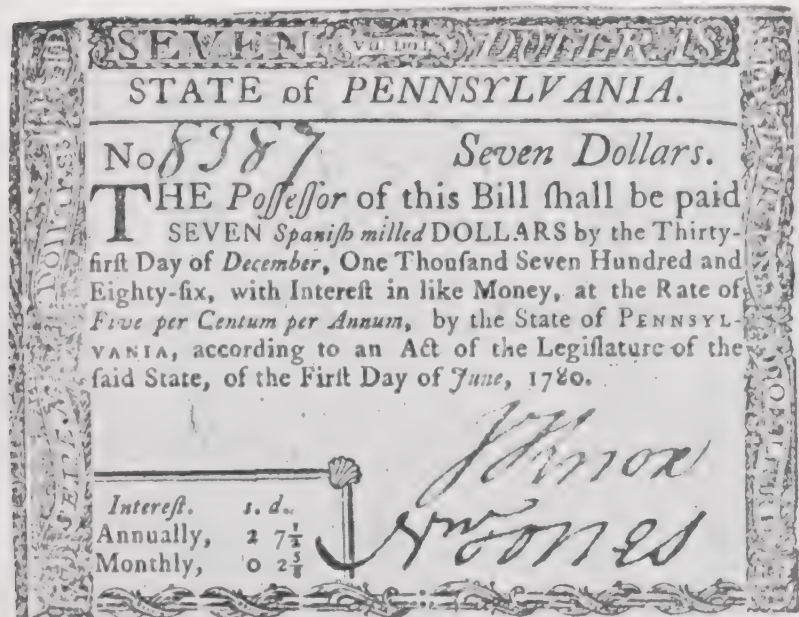 SEVEN DOLLARS
STATE of PENNSYLVANIA.
No 8387 Seven Dollars.
THE Poſſeſſor of this Bill ſhall be paid
SEVEN Spaniſh milled DOLLARS by the Thirty-
firſt Day of December, One Thouſand Seven Hundred and
Eighty-ſix, with Intereſt in like Money, at the Rate of
Five per Centum per Annum, by the State of PENNSYL-
VANIA, according to an Act of the Legiſlature of the
ſaid State, of the Firſt Day of June, 1780.
Knox
Jones
Intereſt. s. d.
Annually, 2 7½
Monthly, 0 2⅝